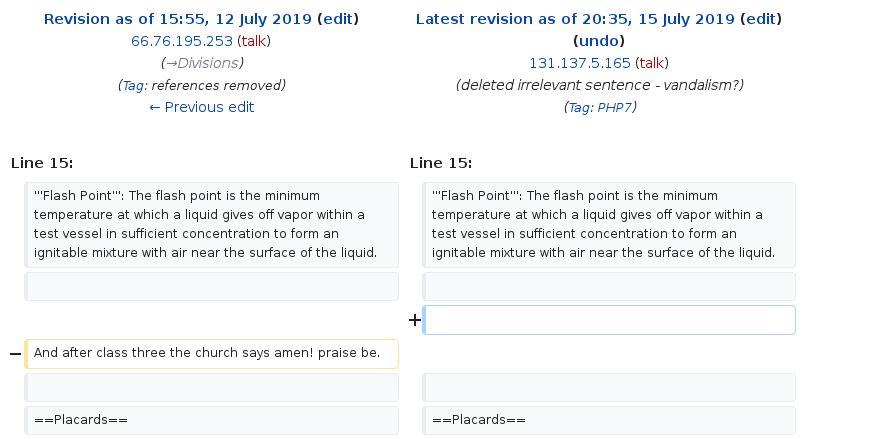 Revision as of 15:55, 12 July 2019 (edit)
66.76.195.253 (talk)
(→Divisions)
(Tag: references removed)
← Previous edit
Latest revision as of 20:35, 15 July 2019 (edit)
(undo)
131.137.5.165 (talk)
(deleted irrelevant sentence - vandalism?)
(Tag: PHP7)
Line 15:
Line 15:
'''Flash Point''': The flash point is the minimum
temperature at which a liquid gives off vapor within a
test vessel in sufficient concentration to form an
ignitable mixture with air near the surface of the liquid.
'''Flash Point''': The flash point is the minimum
temperature at which a liquid gives off vapor within a
test vessel in sufficient concentration to form an
ignitable mixture with air near the surface of the liquid.
+
− And after class three the church says amen! praise be.
==Placards==
==Placards==